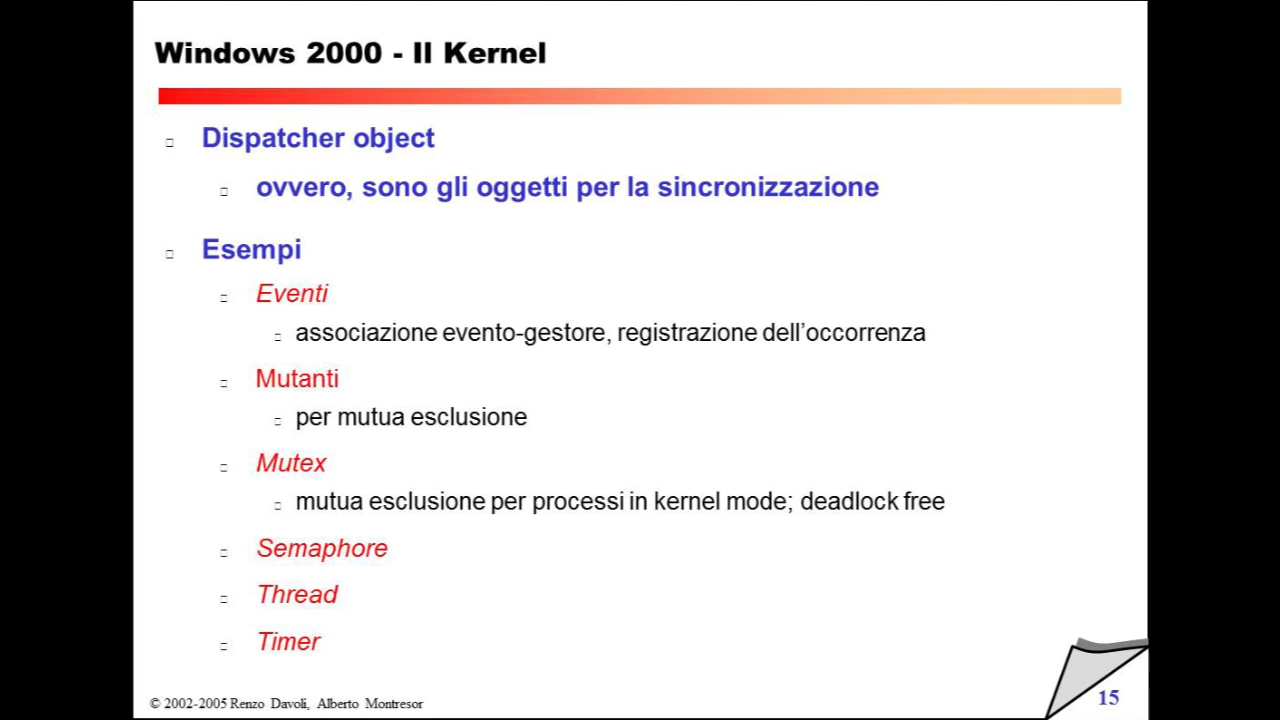 Windows 2000 - Il Kernel
Dispatcher object
ovvero, sono gli oggetti per la sincronizzazione
Esempi
Eventi
associazione evento-gestore, registrazione dell’occorrenza
Mutanti
per mutua esclusione
Mutex
mutua esclusione per processi in kernel mode; deadlock free
Semaphore
Thread
Timer
© 2002-2005 Renzo Davoli, Alberto Montresor
15